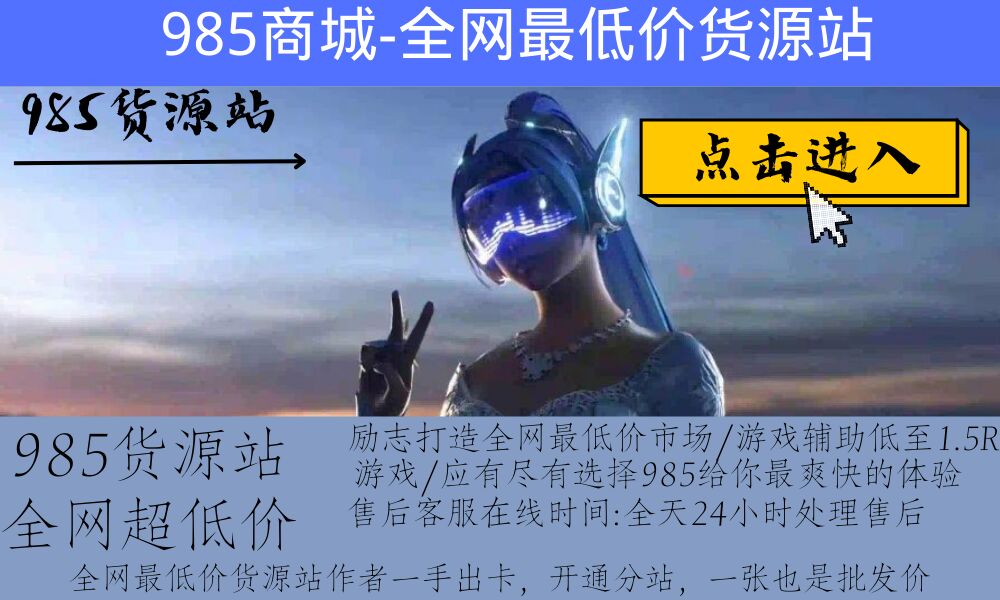 985商城-全网最低价货源站
985货源站
点击进入
985货源站
全网超低价
励志打造全网最低价市场/游戏辅助低至1.5R
游戏/应有尽有选择985给你最爽快的体验
售后客服在线时间:全天24小时处理售后
全网最低价货源站作者一手出卡，开通分站，一张也是批发价